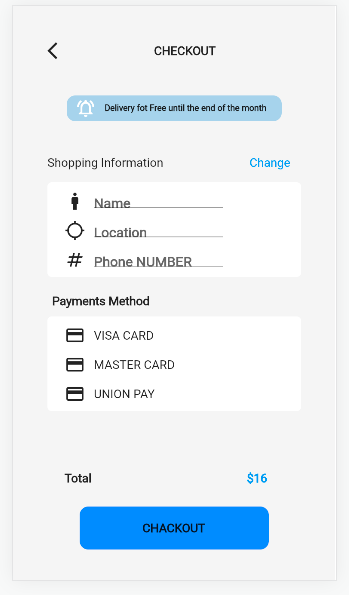 CHECKOUT
Delivery fot Free until the end of the month
Shopping Information Change
Name
Location
# Phone NUMBER
Payments Method
VISA CARD
MASTER CARD
UNION PAY
Total $16
CHACKOUT